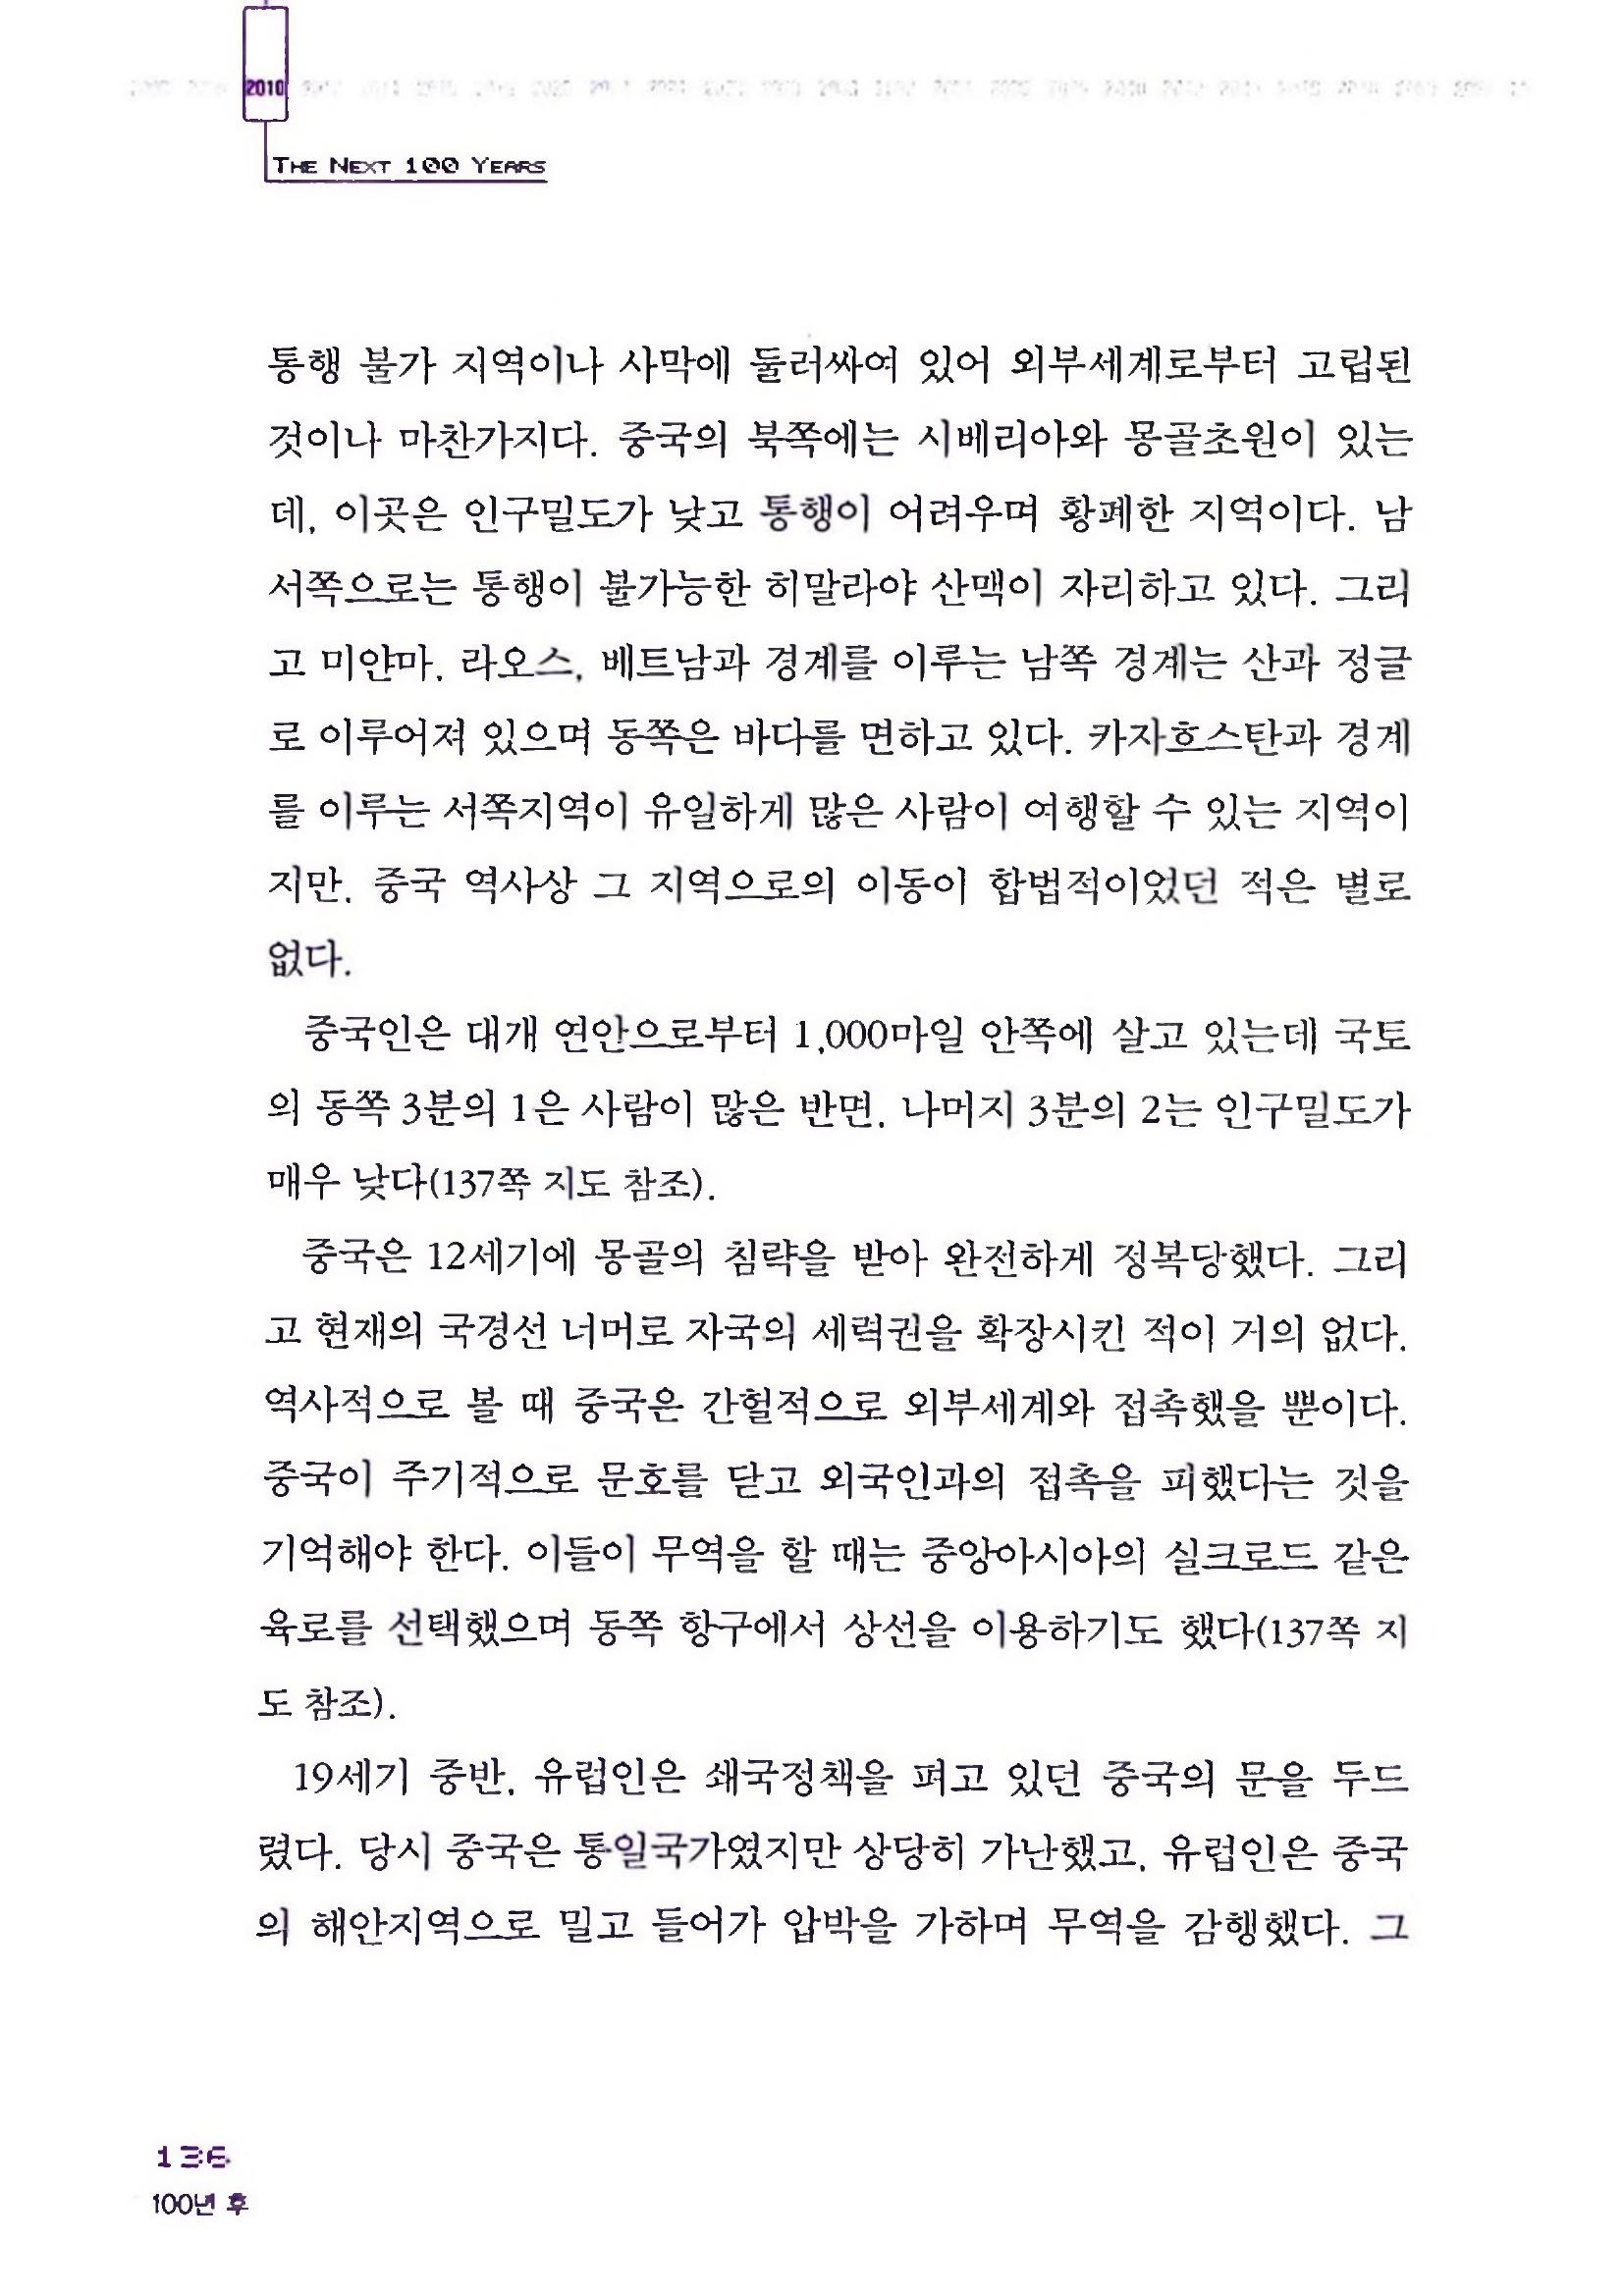 2010
THE NEXT 100 YEARS
통행 불가 지역이나 사막에 둘러싸여 있어 외부세계로부터 고립된
것이나 마찬가지다. 중국의 북쪽에는 시베리아와 몽골초원이 있는
데, 이곳은 인구밀도가 낮고 통행이 어려우며 황폐한 지역이다. 남
서쪽으로는 통행이 불가능한 히말라야 산맥이 자리하고 있다. 그리
고 미얀마, 라오스, 베트남과 경계를 이루는 남쪽 경계는 산과 정글
로 이루어져 있으며 동쪽은 바다를 면하고 있다. 카자흐스탄과 경계
를 이루는 서쪽지역이 유일하게 많은 사람이 여행할 수 있는 지역이
지만, 중국 역사상 그 지역으로의 이동이 합법적이었던 적은 별로
없다.
중국인은 대개 연안으로부터 1,000마일 안쪽에 살고 있는데 국토
의 동쪽 3분의 1은 사람이 많은 반면, 나머지 3분의 2는 인구밀도가
매우 낮다(137쪽 지도 참조).
중국은 12세기에 몽골의 침략을 받아 완전하게 정복당했다. 그리
고 현재의 국경선 너머로 자국의 세력권을 확장시킨 적이 거의 없다.
역사적으로 볼 때 중국은 간헐적으로 외부세계와 접촉했을 뿐이다.
중국이 주기적으로 문호를 닫고 외국인과의 접촉을 피했다는 것을
기억해야 한다. 이들이 무역을 할 때는 중앙아시아의 실크로드 같은
육로를 선택했으며 동쪽 항구에서 상선을 이용하기도 했다(137쪽 지
도 참조).
19세기 중반, 유럽인은 쇄국정책을 펴고 있던 중국의 문을 두드
렸다. 당시 중국은 통일국가였지만 상당히 가난했고, 유럽인은 중국
의 해안지역으로 밀고 들어가 압박을 가하며 무역을 감행했다. 그
136
100년 후